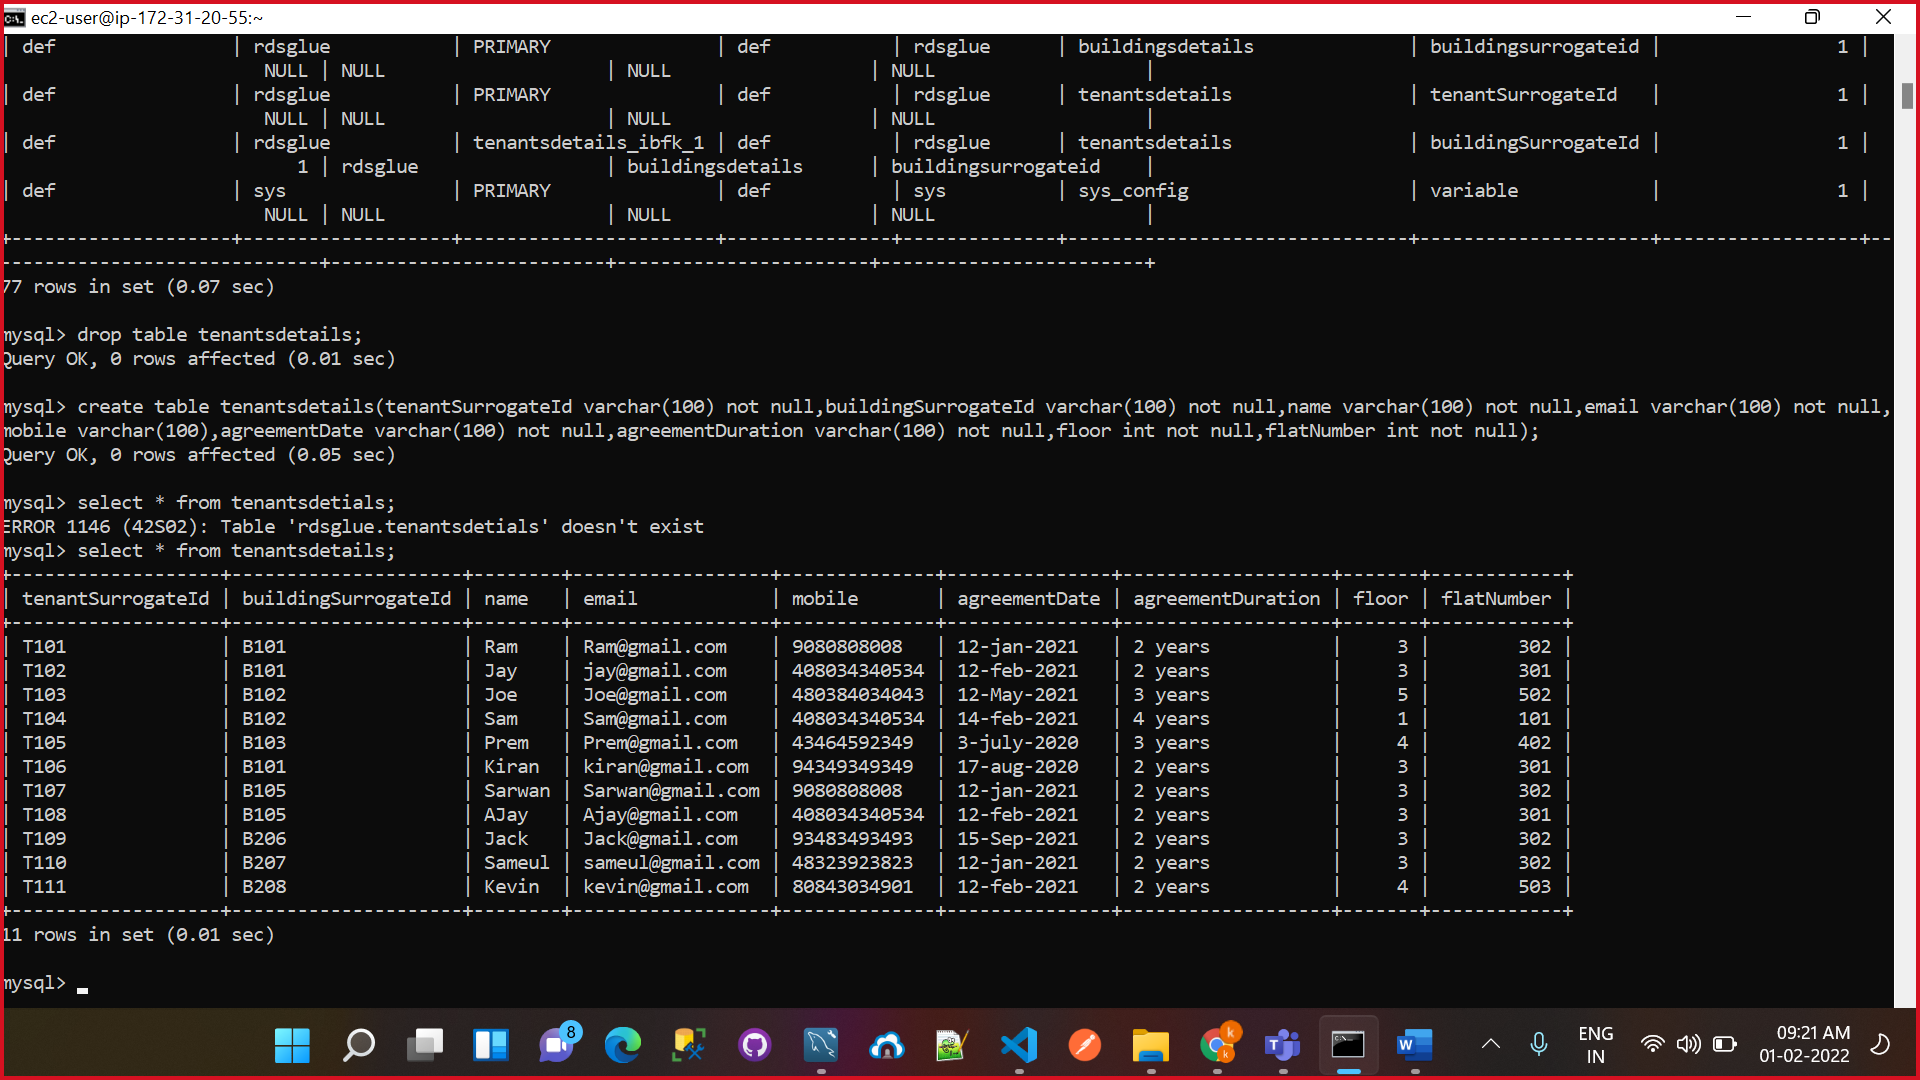 ec2-user@ip-172-31-20-55:~
| def | rdsglue | PRIMARY | def | rdsglue | buildingsdetails | buildingsurrogateid | 1 |
NULL | NULL | NULL | NULL |
| def | rdsglue | PRIMARY | def | rdsglue | tenantsdetails | tenantSurrogateId | 1 |
NULL | NULL | NULL | NULL |
| def | rdsglue | tenantsdetails_ibfk_1 | def | rdsglue | tenantsdetails | buildingSurrogateId | 1 |
1 | rdsglue | buildingsdetails | buildingsurrogateid |
| def | sys | PRIMARY | def | sys | sys_config | variable | 1 |
NULL | NULL | NULL | NULL |
77 rows in set (0.07 sec)
mysql> drop table tenantsdetails;
Query OK, 0 rows affected (0.01 sec)
mysql> create table tenantsdetails(tenantSurrogateId varchar(100) not null,buildingSurrogateId varchar(100) not null,name varchar(100) not null,email varchar(100) not null,
mobile varchar(100),agreementDate varchar(100) not null,agreementDuration varchar(100) not null,floor int not null,flatNumber int not null);
Query OK, 0 rows affected (0.05 sec)
mysql> select * from tenantsdetials;
ERROR 1146 (42S02): Table 'rdsglue.tenantsdetials' doesn't exist
mysql> select * from tenantsdetails;
| tenantSurrogateId | buildingSurrogateId | name | email | mobile | agreementDate | agreementDuration | floor | flatNumber |
| T101 | B101 | Ram | Ram@gmail.com | 9080808008 | 12-jan-2021 | 2 years | 3 | 302 |
| T102 | B101 | Jay | jay@gmail.com | 408034340534 | 12-feb-2021 | 2 years | 3 | 301 |
| T103 | B102 | Joe | Joe@gmail.com | 480384034043 | 12-May-2021 | 3 years | 5 | 502 |
| T104 | B102 | Sam | Sam@gmail.com | 408034340534 | 14-feb-2021 | 4 years | 1 | 101 |
| T105 | B103 | Prem | Prem@gmail.com | 43464592349 | 3-july-2020 | 3 years | 4 | 402 |
| T106 | B101 | Kiran | kiran@gmail.com | 94349349349 | 17-aug-2020 | 2 years | 3 | 301 |
| T107 | B105 | Sarwan | Sarwan@gmail.com | 9080808008 | 12-jan-2021 | 2 years | 3 | 302 |
| T108 | B105 | AJay | Ajay@gmail.com | 408034340534 | 12-feb-2021 | 2 years | 3 | 301 |
| T109 | B206 | Jack | Jack@gmail.com | 93483493493 | 15-Sep-2021 | 2 years | 3 | 302 |
| T110 | B207 | Sameul | sameul@gmail.com | 48323923823 | 12-jan-2021 | 2 years | 3 | 302 |
| T111 | B208 | Kevin | kevin@gmail.com | 80843034901 | 12-feb-2021 | 2 years | 4 | 503 |
11 rows in set (0.01 sec)
mysql>
8
k
k
T
W
ENG
IN
09:21 AM
01-02-2022